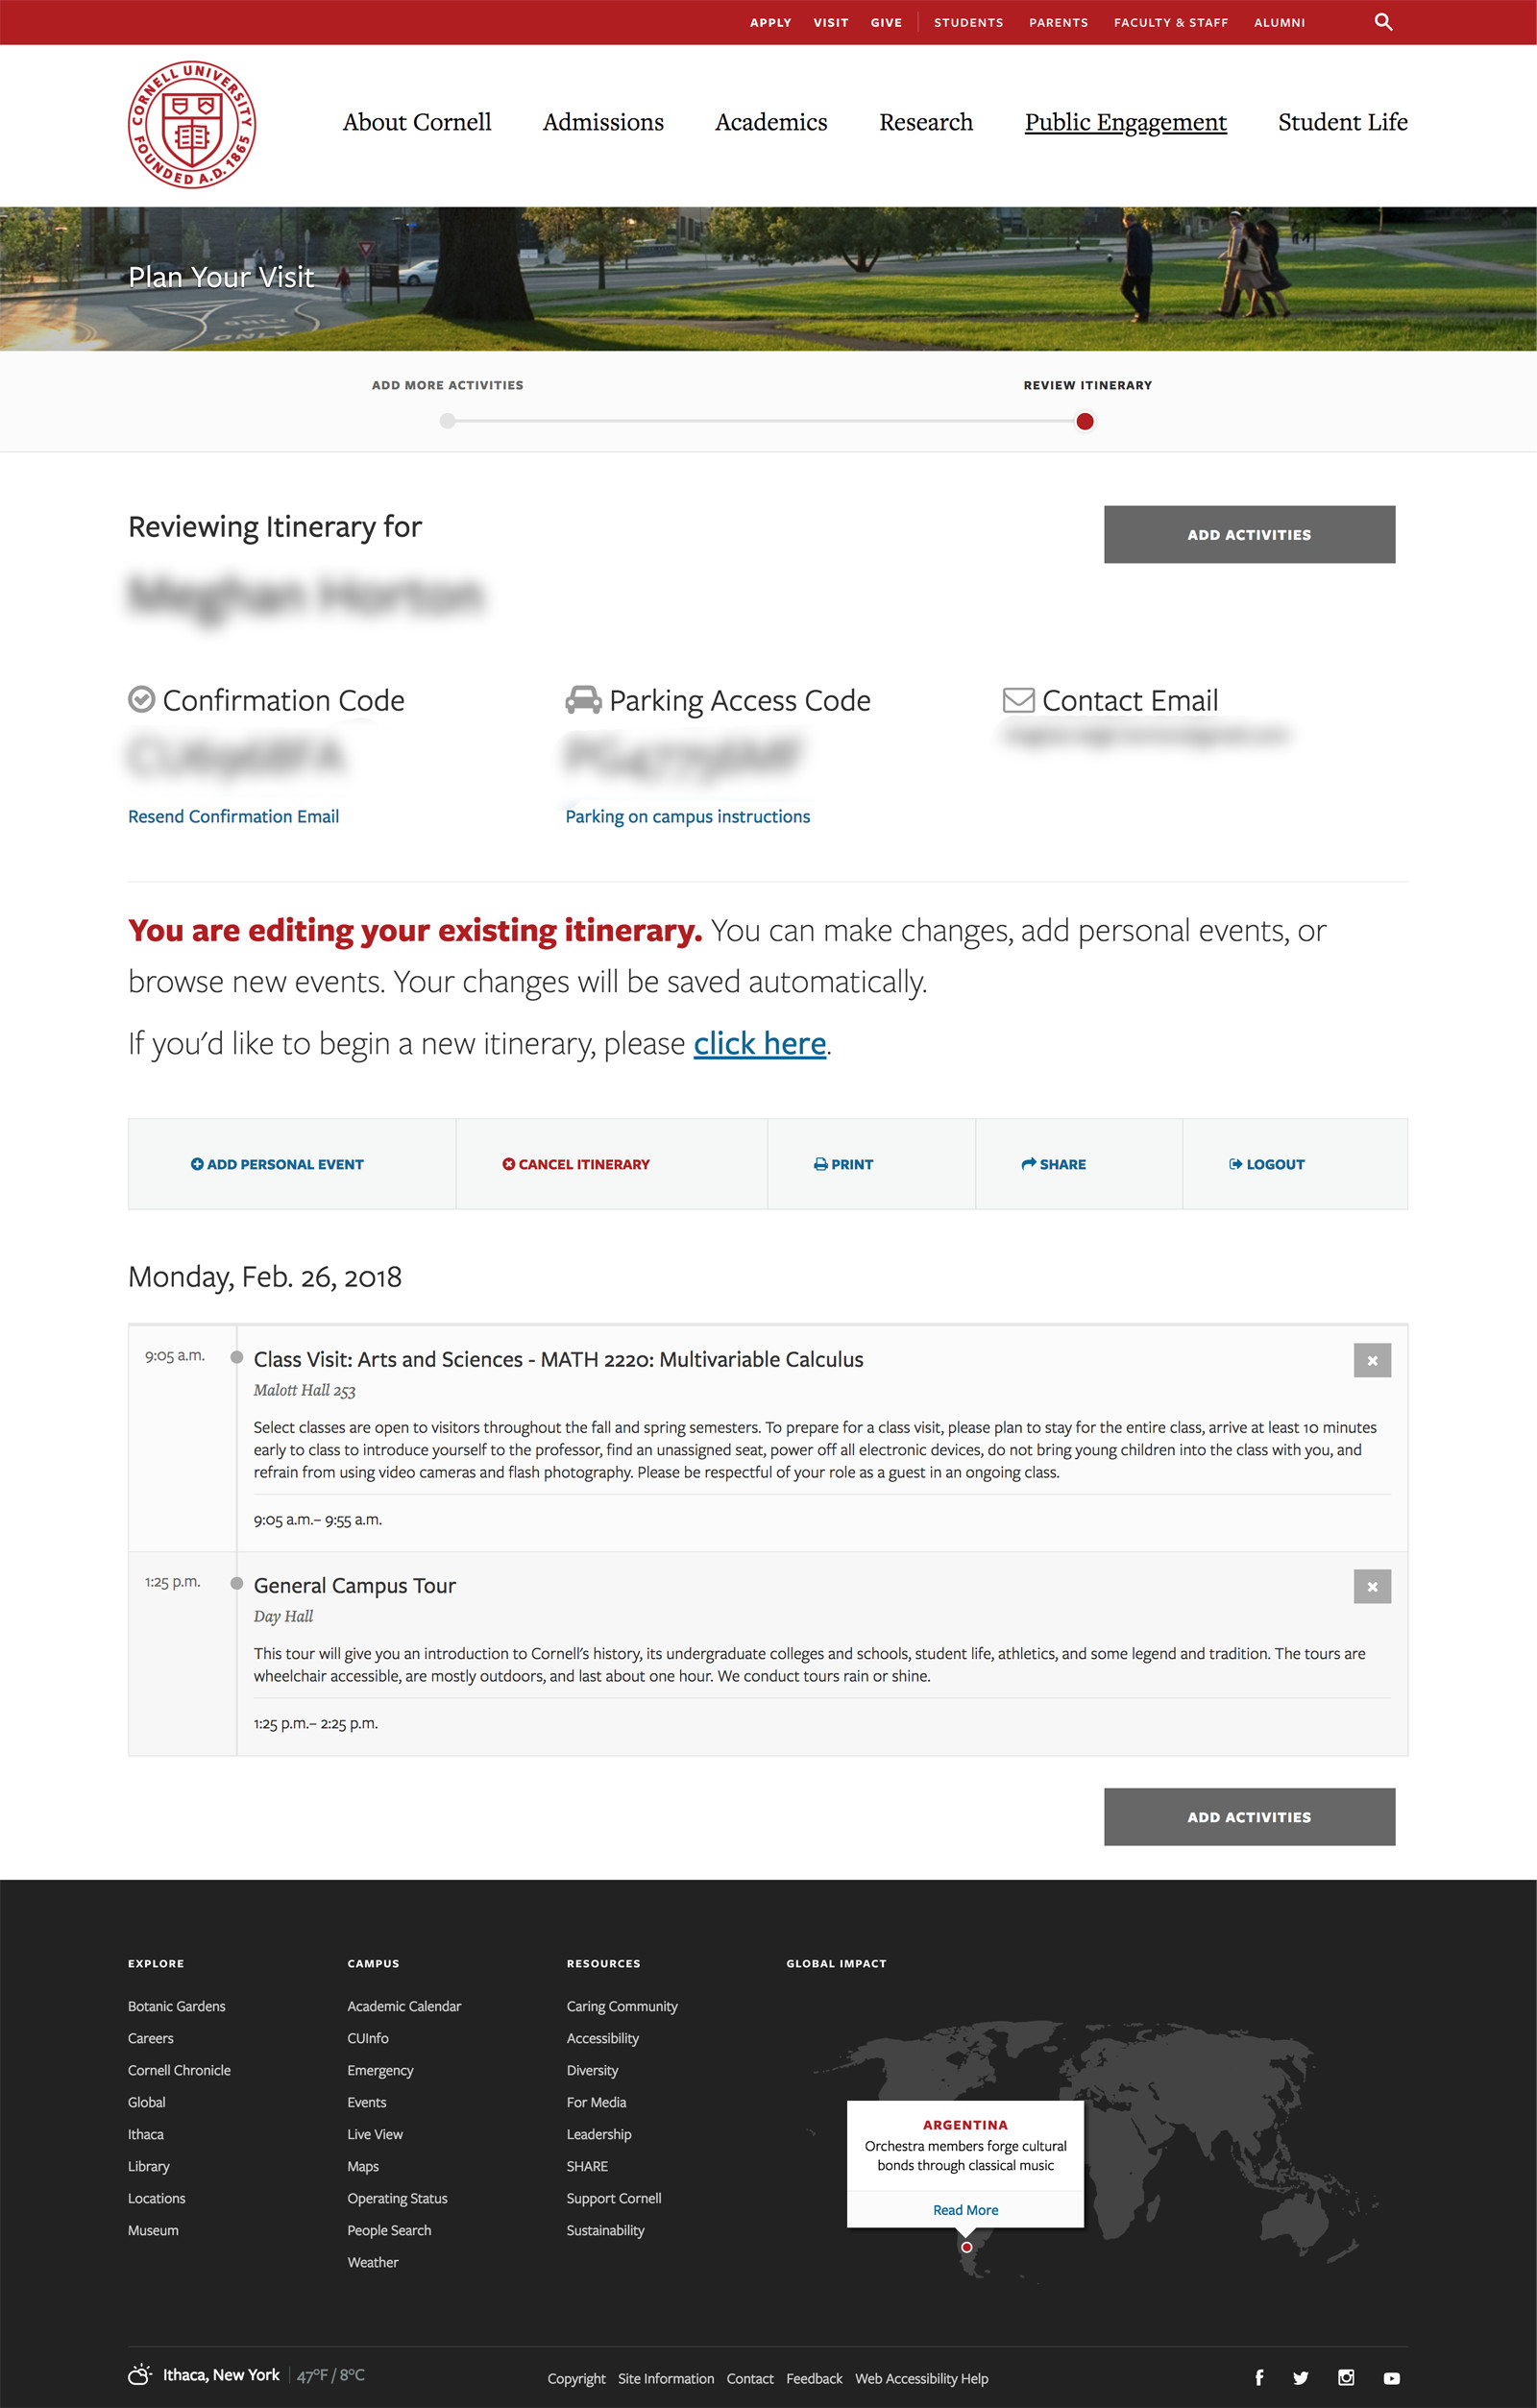 APPLY VISIT GIVE STUDENTS PARENTS FACULTY & STAFF ALUMNI
CORNELL UNIVERSITY FOUNDED A.D. 1865
About Cornell Admissions Academics Research Public Engagement Student Life
Plan Your Visit
ONLY
ONLY
ADD MORE ACTIVITIES REVIEW ITINERARY
Reviewing Itinerary for
ADD ACTIVITIES
Confirmation Code Parking Access Code Contact Email
Resend Confirmation Email Parking on campus instructions
You are editing your existing itinerary. You can make changes, add personal events, or
browse new events. Your changes will be saved automatically.
If you'd like to begin a new itinerary, please click here.
ADD PERSONAL EVENT CANCEL ITINERARY PRINT SHARE LOGOUT
Monday, Feb. 26, 2018
9:05 a.m. Class Visit: Arts and Sciences - MATH 2220: Multivariable Calculus
Malott Hall 253
Select classes are open to visitors throughout the fall and spring semesters. To prepare for a class visit, please plan to stay for the entire class, arrive at least 10 minutes
early to class to introduce yourself to the professor, find an unassigned seat, power off all electronic devices, do not bring young children into the class with you, and
refrain from using video cameras and flash photography. Please be respectful of your role as a guest in an ongoing class.
9:05 a.m.– 9:55 a.m.
1:25 p.m. General Campus Tour
Day Hall
This tour will give you an introduction to Cornell's history, its undergraduate colleges and schools, student life, athletics, and some legend and tradition. The tours are
wheelchair accessible, are mostly outdoors, and last about one hour. We conduct tours rain or shine.
1:25 p.m.– 2:25 p.m.
ADD ACTIVITIES
EXPLORE
Botanic Gardens
Careers
Cornell Chronicle
Global
Ithaca
Library
Locations
Museum
CAMPUS
Academic Calendar
CUInfo
Emergency
Events
Live View
Maps
Operating Status
People Search
Weather
RESOURCES
Caring Community
Accessibility
Diversity
For Media
Leadership
SHARE
Support Cornell
Sustainability
GLOBAL IMPACT
ARGENTINA
Orchestra members forge cultural
bonds through classical music
Read More
Ithaca, New York 47°F / 8°C
Copyright Site Information Contact Feedback Web Accessibility Help